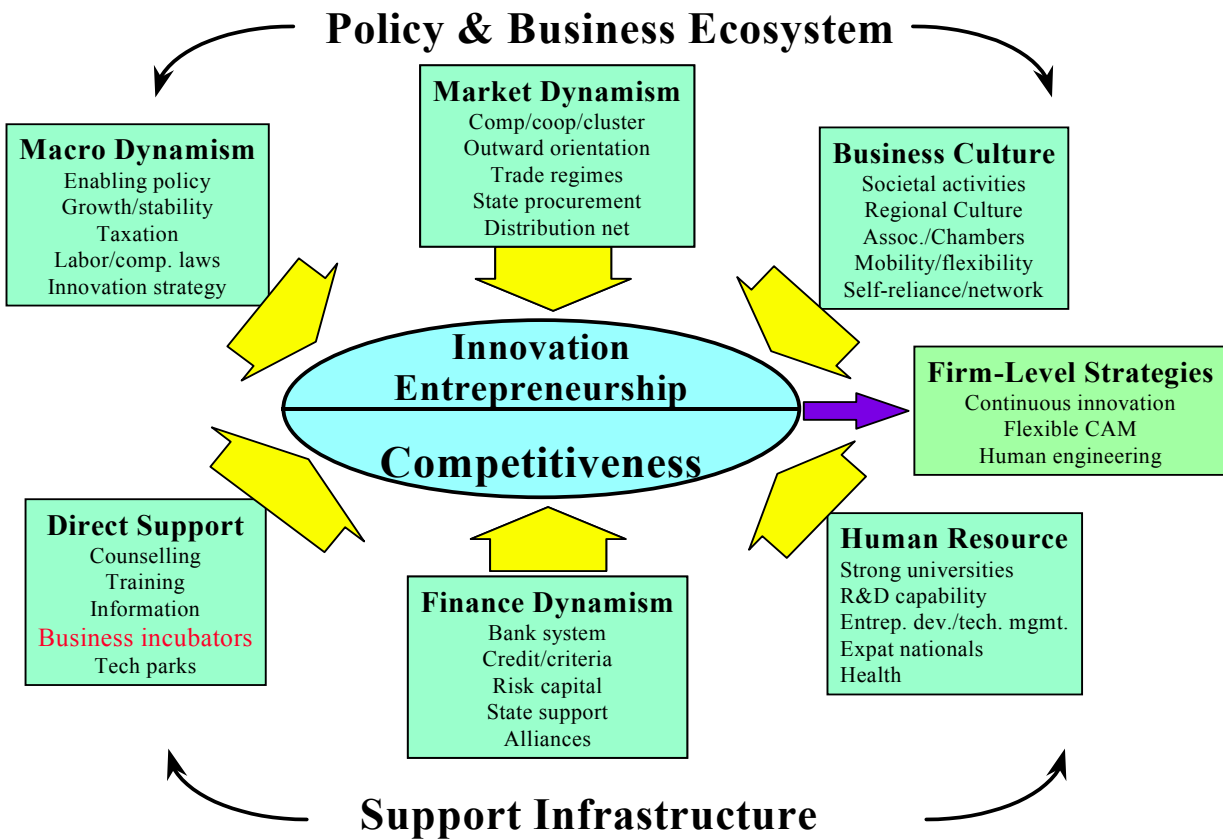 Policy & Business Ecosystem
Market Dynamism
Comp/coop/cluster
Outward orientation
Trade regimes
State procurement
Distribution net
Macro Dynamism
Enabling policy
Growth/stability
Taxation
Labor/comp. laws
Innovation strategy
Business Culture
Societal activities
Regional Culture
Assoc./Chambers
Mobility/flexibility
Self-reliance/network
Innovation
Entrepreneurship
Competitiveness
Firm-Level Strategies
Continuous innovation
Flexible CAM
Human engineering
Direct Support
Counselling
Training
Information
Business incubators
Tech parks
Finance Dynamism
Bank system
Credit/criteria
Risk capital
State support
Alliances
Human Resource
Strong universities
R&D capability
Entrep. dev./tech. mgmt.
Expat nationals
Health
Support Infrastructure